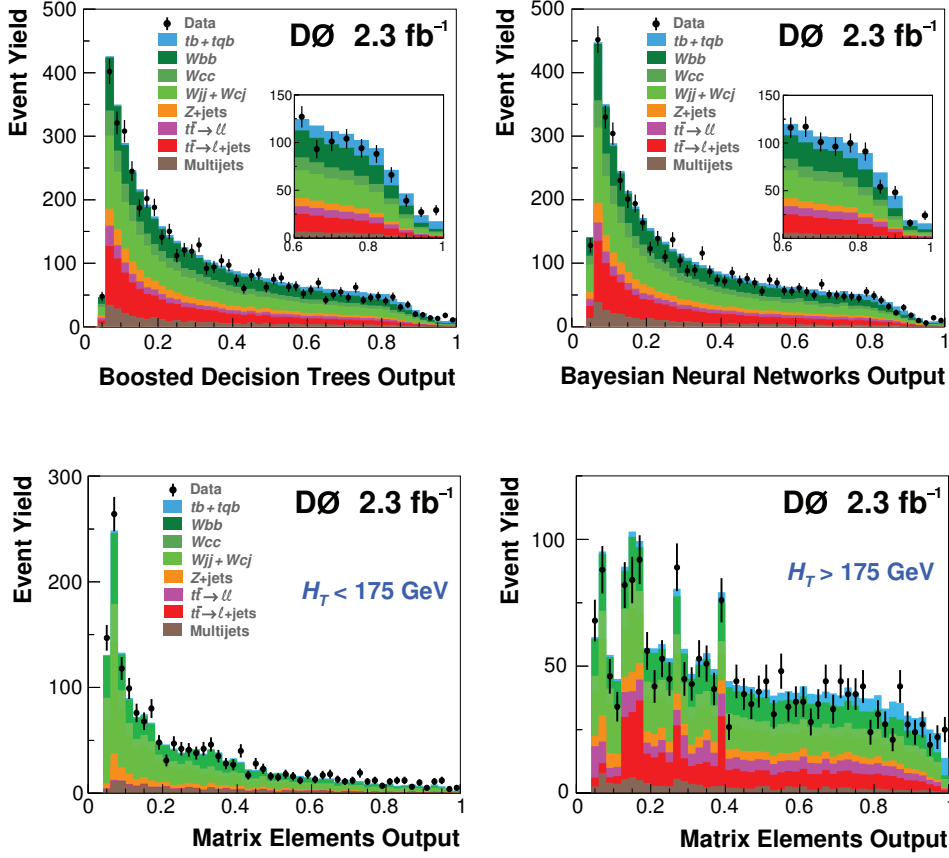 Event Yield
500
400
300
200
100
0
Data
tb+tqb
Wbb
Wcc
Wjj+Wcj
Z+jets
tt̄→ℓℓ
tt̄→ℓ+jets
Multijets
DØ 2.3 fb⁻¹
150
100
50
0
0.6 0.8 1
0 0.2 0.4 0.6 0.8 1
Boosted Decision Trees Output
Event Yield
500
400
300
200
100
0
Data
tb+tqb
Wbb
Wcc
Wjj+Wcj
Z+jets
tt̄→ℓℓ
tt̄→ℓ+jets
Multijets
DØ 2.3 fb⁻¹
150
100
50
0
0.6 0.8 1
0 0.2 0.4 0.6 0.8 1
Bayesian Neural Networks Output
Event Yield
300
200
100
0
Data
tb+tqb
Wbb
Wcc
Wjj+Wcj
Z+jets
tt̄→ℓℓ
tt̄→ℓ+jets
Multijets
DØ 2.3 fb⁻¹
H_T < 175 GeV
0 0.2 0.4 0.6 0.8 1
Matrix Elements Output
Event Yield
100
50
0
DØ 2.3 fb⁻¹
H_T > 175 GeV
0 0.2 0.4 0.6 0.8 1
Matrix Elements Output